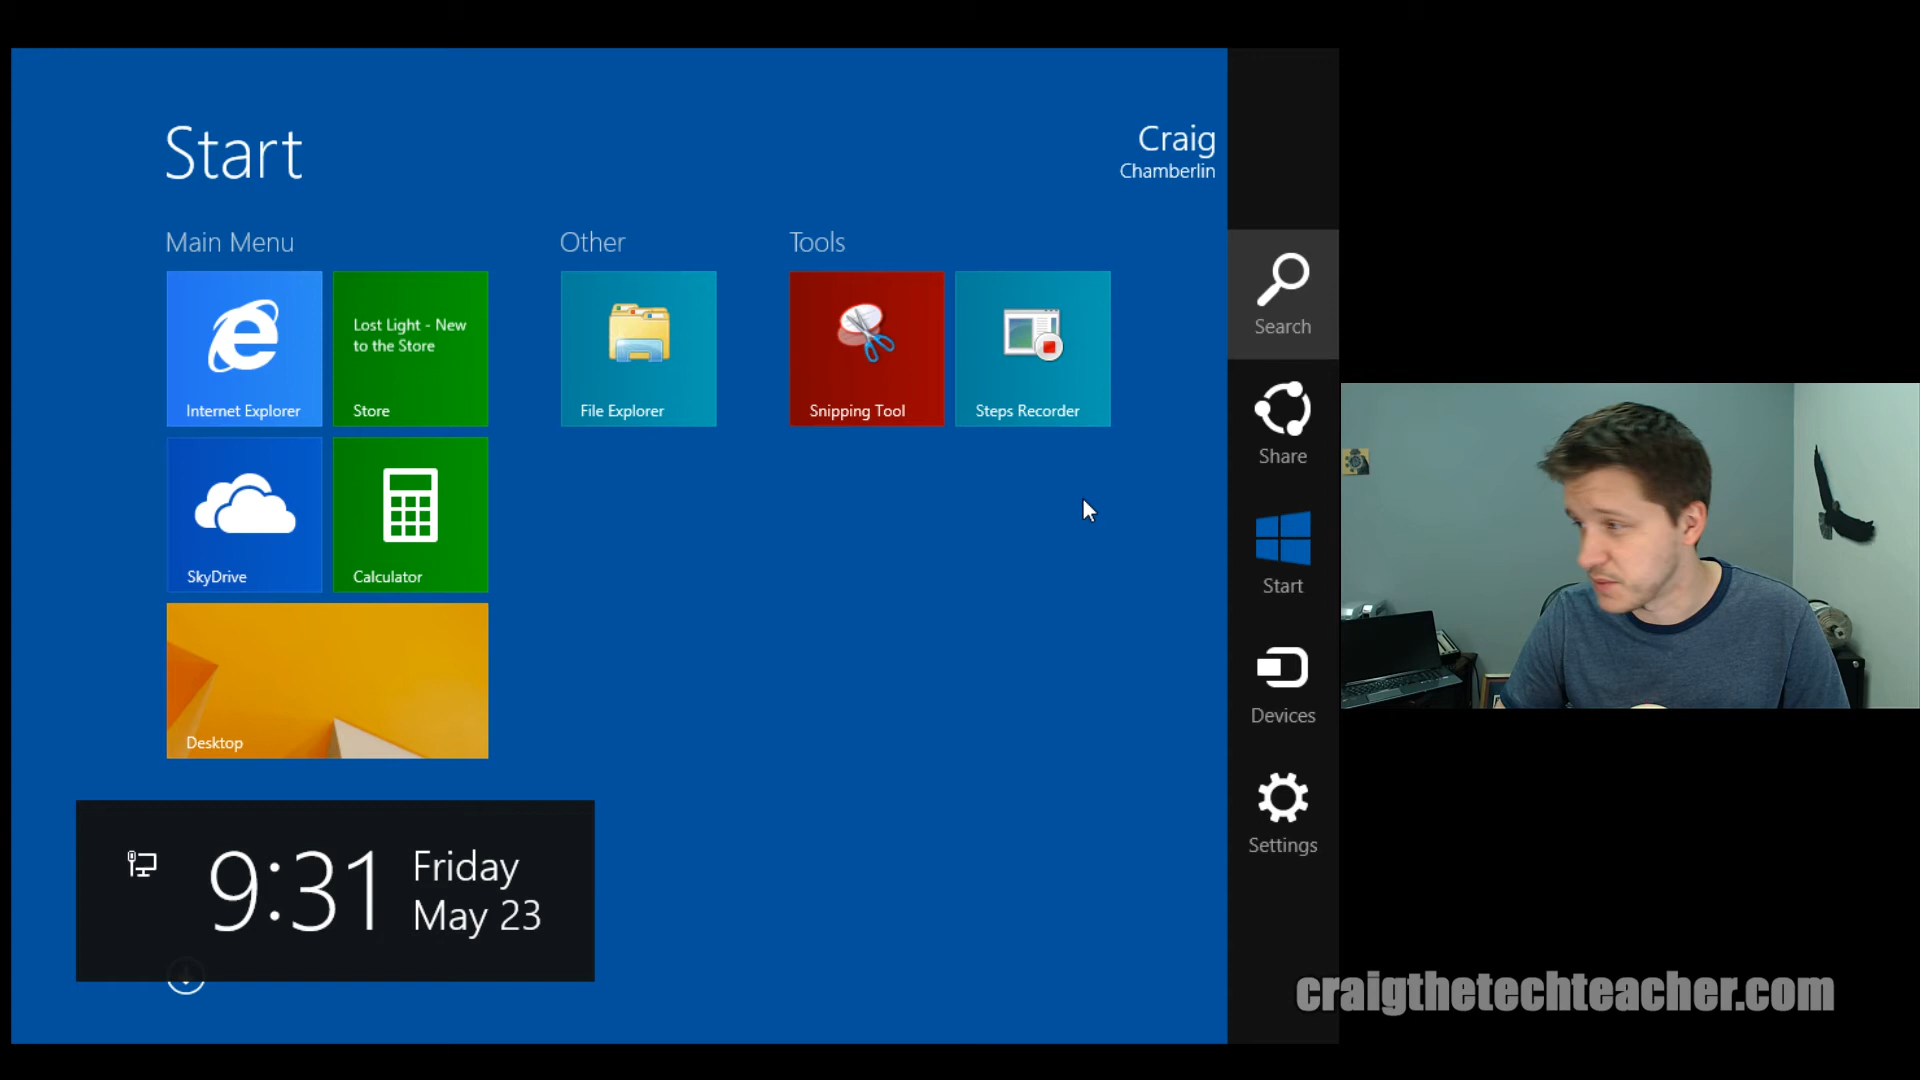 Start
Craig
Chamberlin
Main Menu
Other
Tools
Lost Light - New
to the Store
Internet Explorer
Store
File Explorer
Snipping Tool
Steps Recorder
SkyDrive
Calculator
Desktop
Search
Share
Start
Devices
Settings
9:31
Friday
May 23
craigthetechteacher.com